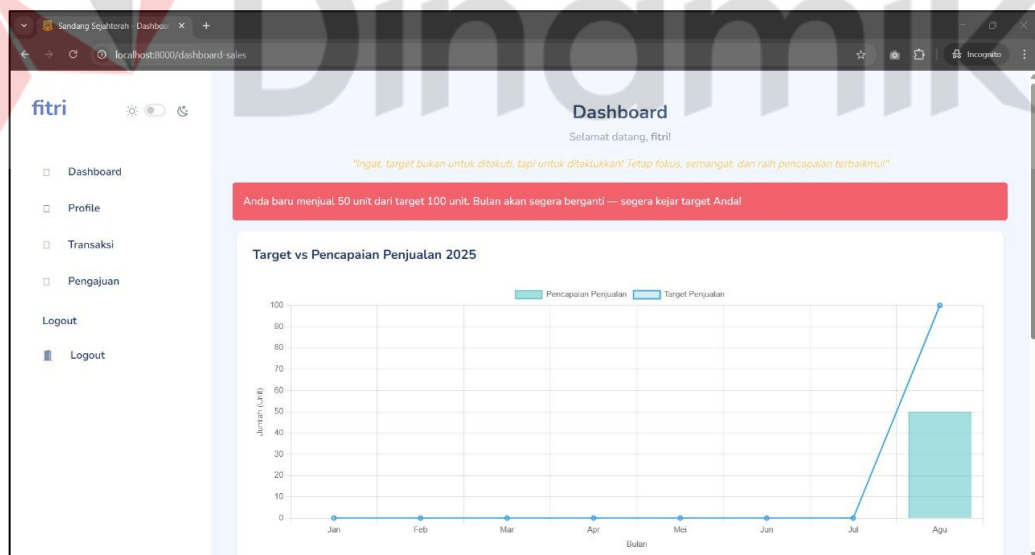 Dinamik
Sendang Sejahterah - Dashboa
localhost:8000/dashboard-sales
Incognito
fitri
Dashboard
Profile
Transaksi
Pengajuan
Logout
Logout
Dashboard
Selamat datang, fitri!
"Ingat, target bukan untuk ditakuti, tapi untuk ditaklukkan! Tetap fokus, semangat, dan raih pencapaian terbaikmu!"
Anda baru menjual 50 unit dari target 100 unit. Bulan akan segera berganti — segera kejar target Anda!
Target vs Pencapaian Penjualan 2025
Pencapaian Penjualan Target Penjualan
Jumlah (Unit)
100
90
80
70
60
50
40
30
20
10
0
Jan Feb Mar Apr Mei Jun Jul Agu
Bulan